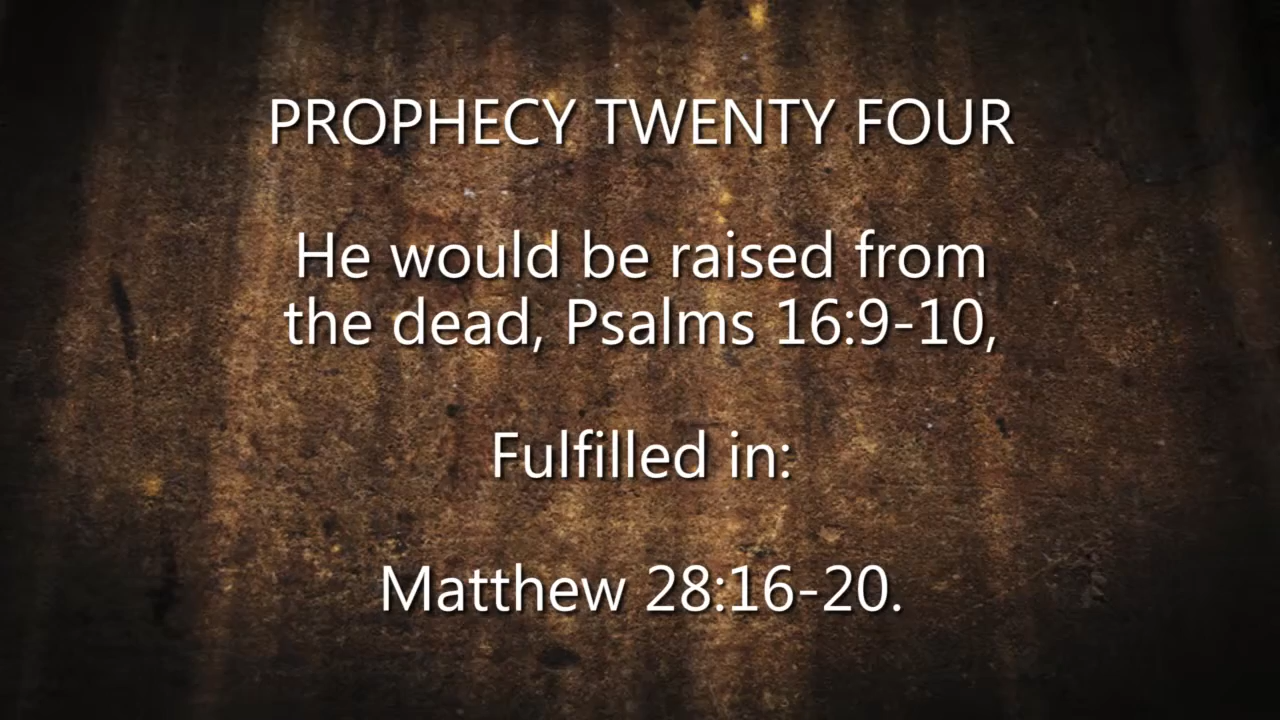 PROPHECY TWENTY FOUR
He would be raised from
the dead, Psalms 16:9-10,
Fulfilled in:
Matthew 28:16-20.